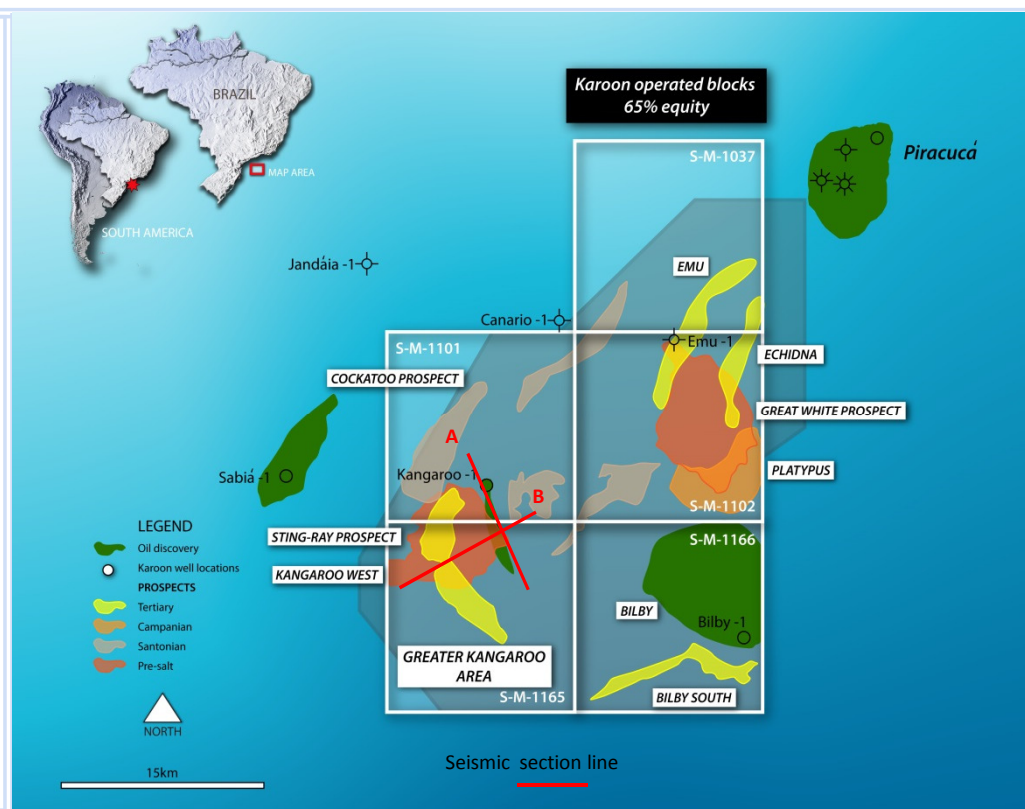 BRAZIL
MAP AREA
SOUTH AMERICA
Karoon operated blocks
65% equity
S-M-1037
Piracucá
Jandáia -1
EMU
Canario -1
Emu -1
S-M-1101
ECHIDNA
COCKATOO PROSPECT
GREAT WHITE PROSPECT
A
PLATYPUS
Kangaroo -1
Sabiá -1
B
S-M-1102
LEGEND
Oil discovery
Karoon well locations
PROSPECTS
Tertiary
Campanian
Santonian
Pre-salt
STING-RAY PROSPECT
S-M-1166
KANGAROO WEST
BILBY
Bilby -1
GREATER KANGAROO
AREA
S-M-1165
BILBY SOUTH
NORTH
15km
Seismic section line